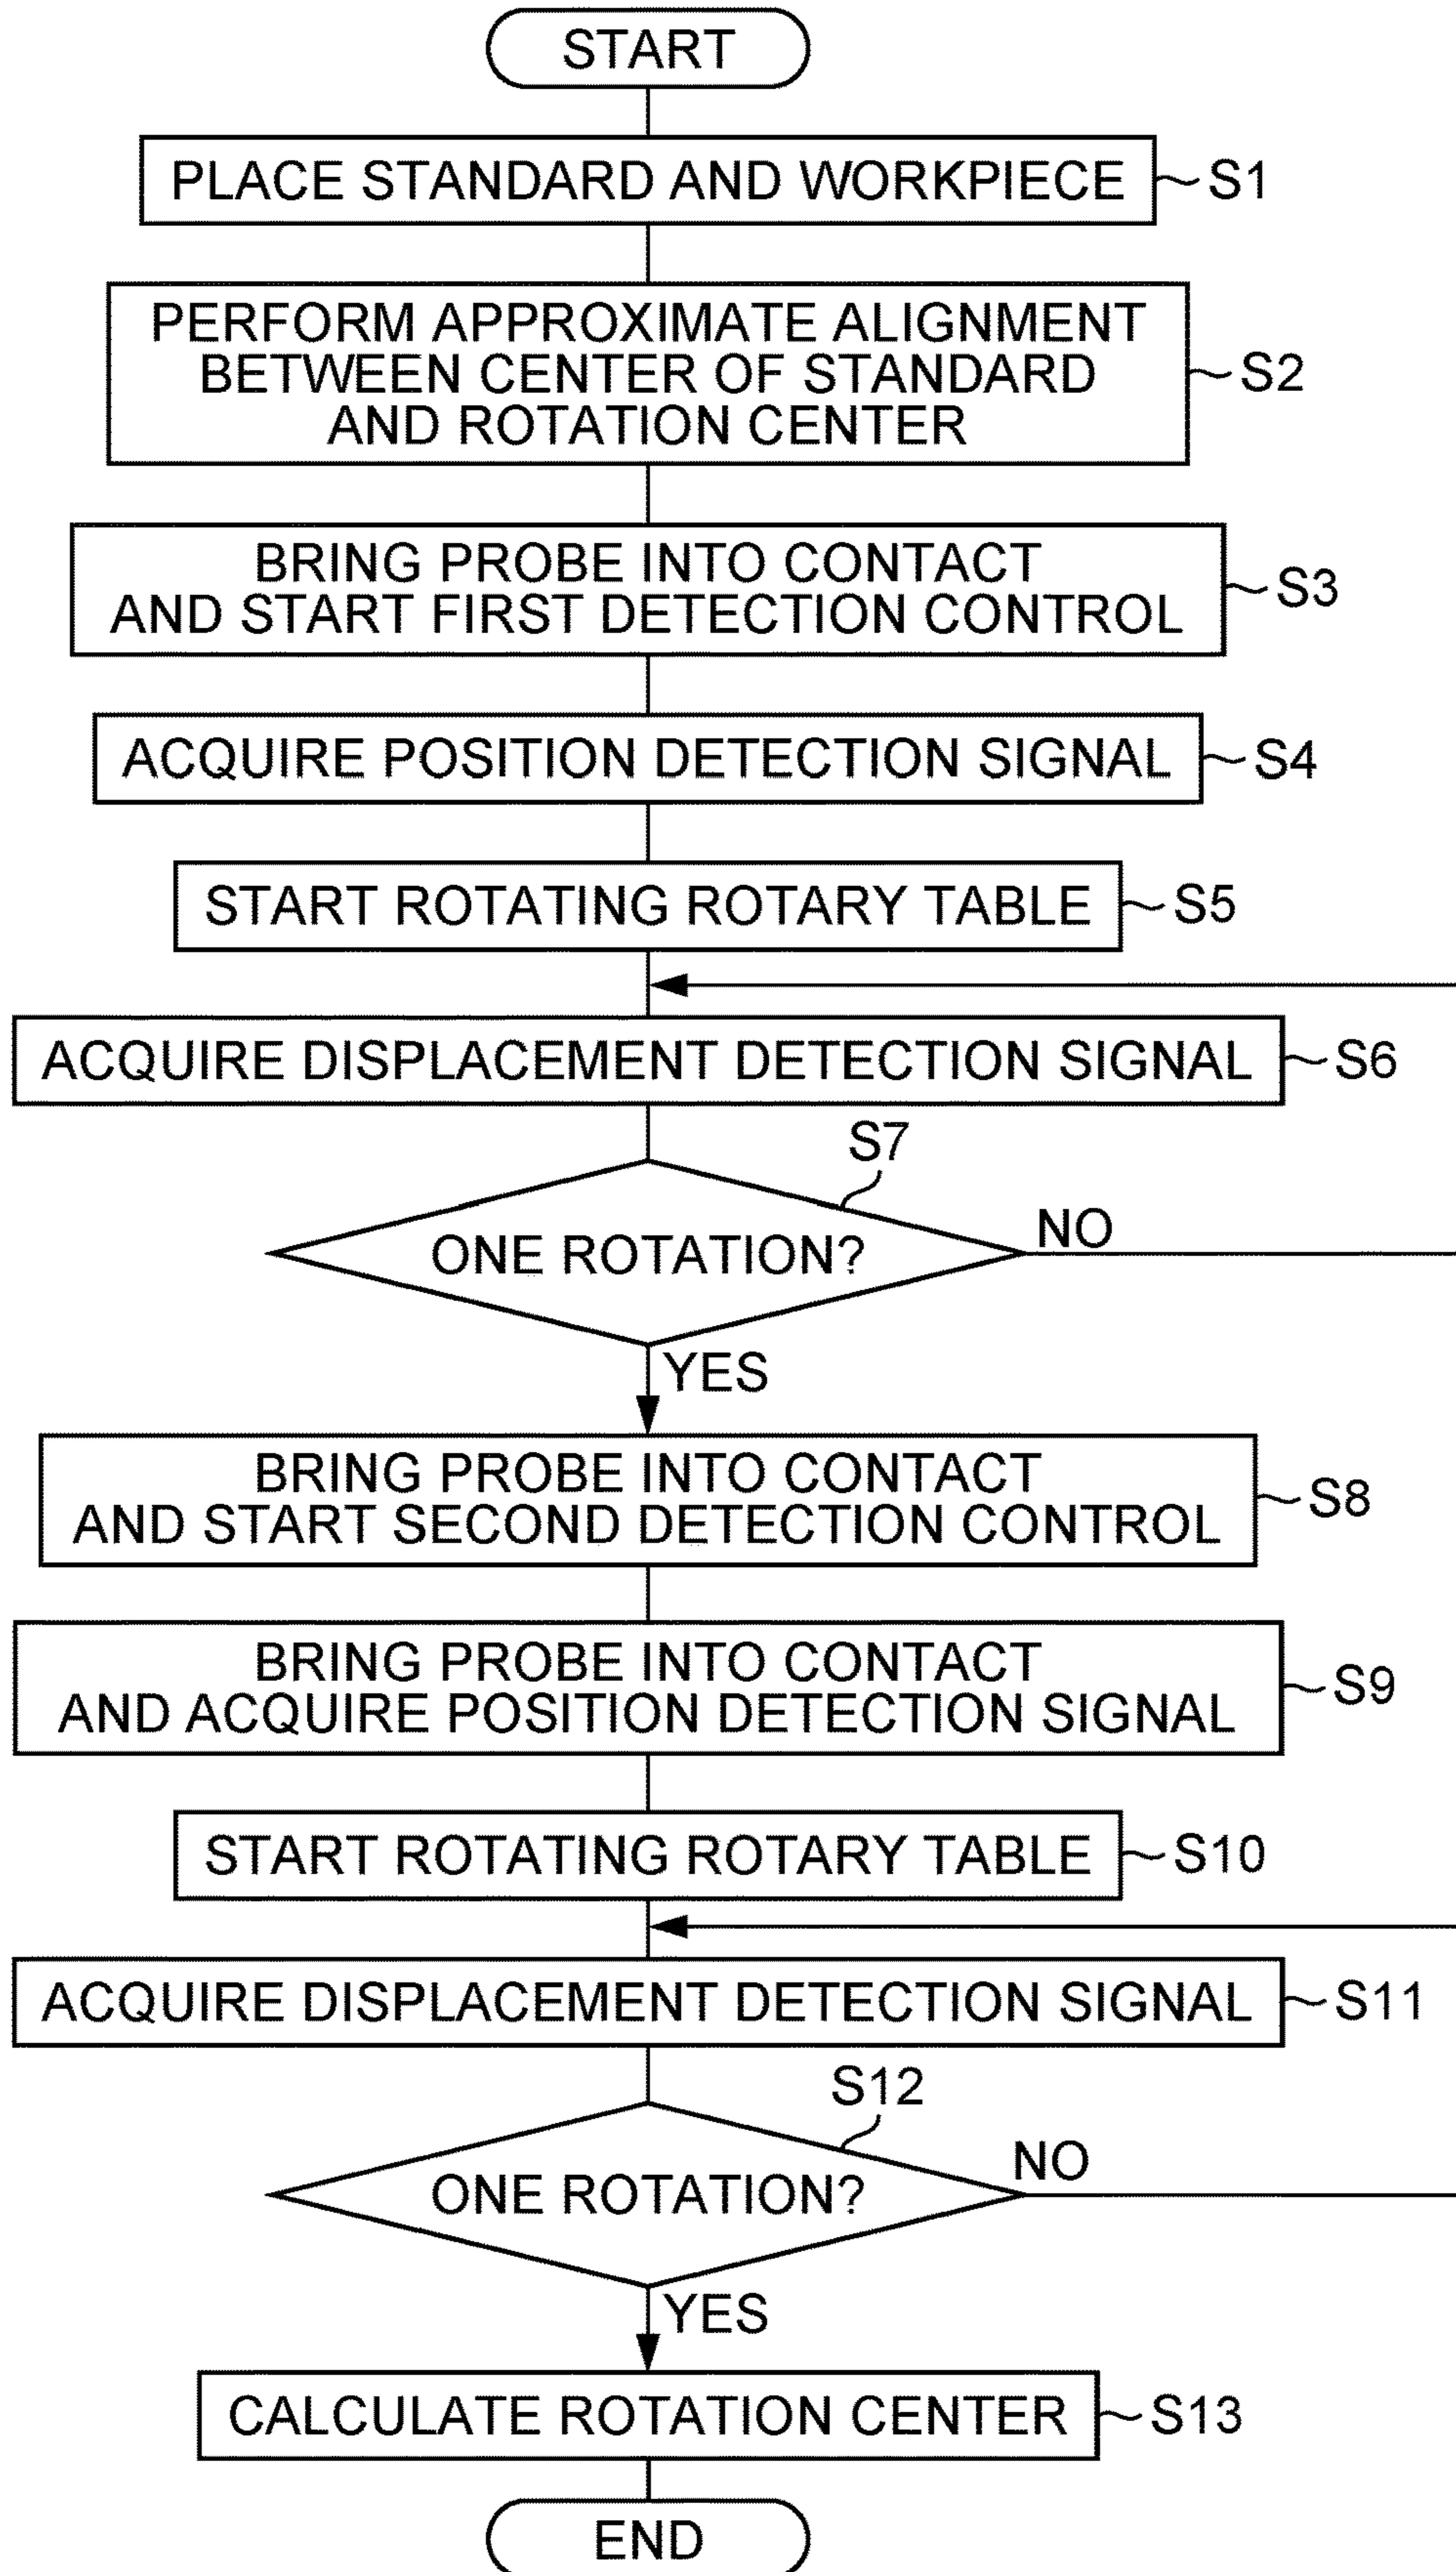 START
PLACE STANDARD AND WORKPIECE
S1
PERFORM APPROXIMATE ALIGNMENT
BETWEEN CENTER OF STANDARD
AND ROTATION CENTER
S2
BRING PROBE INTO CONTACT
AND START FIRST DETECTION CONTROL
S3
ACQUIRE POSITION DETECTION SIGNAL
S4
START ROTATING ROTARY TABLE
S5
ACQUIRE DISPLACEMENT DETECTION SIGNAL
S6
S7
ONE ROTATION?
NO
YES
BRING PROBE INTO CONTACT
AND START SECOND DETECTION CONTROL
S8
BRING PROBE INTO CONTACT
AND ACQUIRE POSITION DETECTION SIGNAL
S9
START ROTATING ROTARY TABLE
S10
ACQUIRE DISPLACEMENT DETECTION SIGNAL
S11
S12
ONE ROTATION?
NO
YES
CALCULATE ROTATION CENTER
S13
END